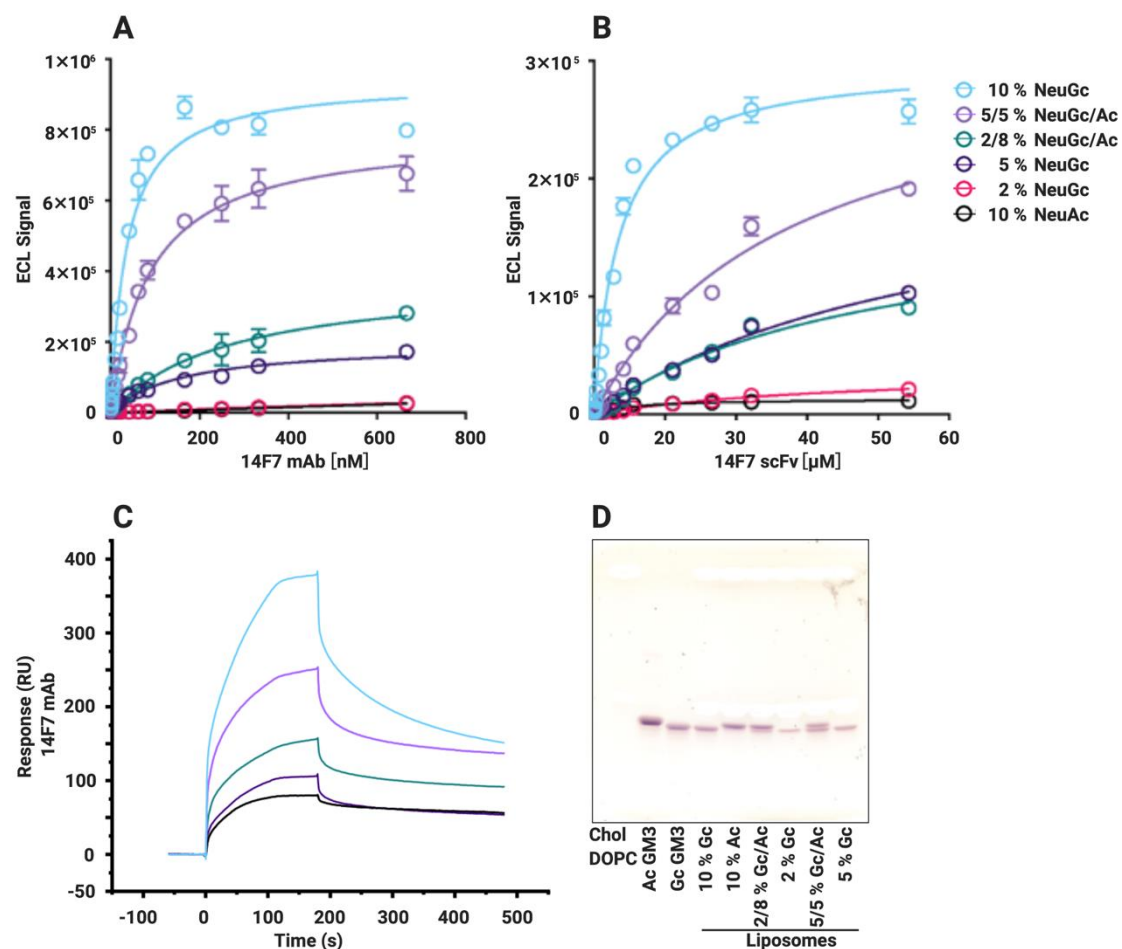 A
1×10⁶
8×10⁵
6×10⁵
4×10⁵
2×10⁵
0
ECL Signal
0
200
400
600
800
14F7 mAb [nM]
B
3×10⁵
2×10⁵
1×10⁵
0
ECL Signal
0
10
20
30
40
50
60
14F7 scFv [µM]
10 % NeuGc
5/5 % NeuGc/Ac
2/8 % NeuGc/Ac
5 % NeuGc
2 % NeuGc
10 % NeuAc
C
400
350
300
250
200
150
100
50
0
-50
Response (RU)
14F7 mAb
-100
0
100
200
300
400
500
Time (s)
D
Chol
DOPC
Ac GM3
Gc GM3
10 % Gc
10 % Ac
2/8 % Gc/Ac
2 % Gc
5/5 % Gc/Ac
5 % Gc
Liposomes